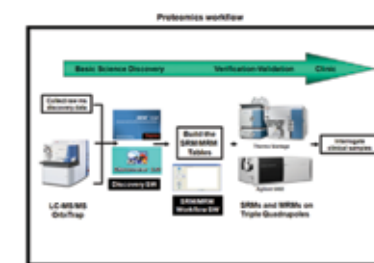 Proteomics workflow
Basic Science Discovery
Verification-Validation
Clinic
Collect raw ms
discovery data
LC-MS/MS
OrbiTrap
Discovery SW
Build the
SRM/MRM
Tables
SRM/MRM
Workflow SW
SRMs and MRMs on
Triple Quadrupoles
Interrogate
clinical samples